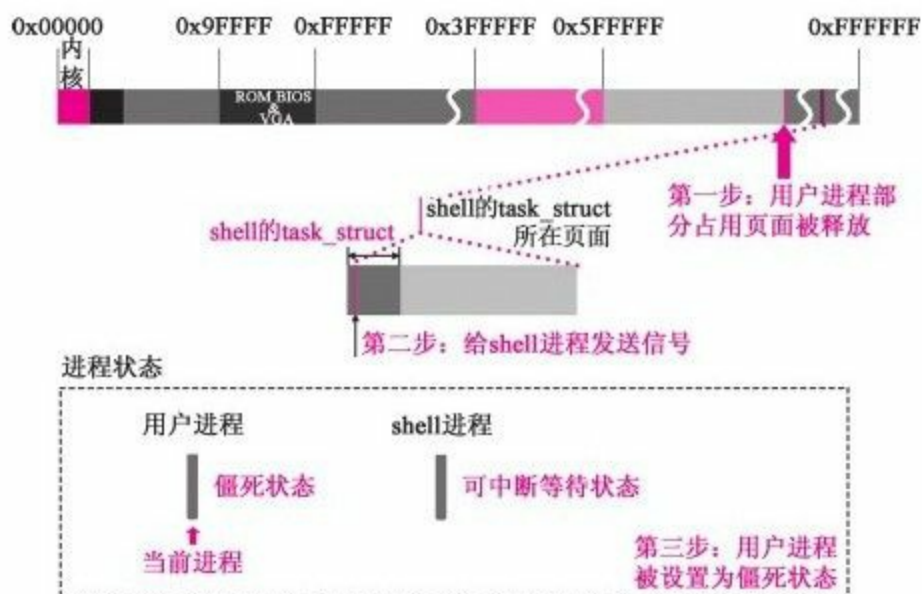 0x00000 0x9FFFF 0xFFFFF 0x3FFFFF 0x5FFFFF 0xFFFFFF
内
核
ROM BIOS
&
VGA
第一步：用户进程部
分占用页面被释放
shell的task_struct
所在页面
shell的task_struct
第二步：给shell进程发送信号
进程状态
用户进程 shell进程
僵死状态 可中断等待状态
当前进程
第三步：用户进程
被设置为僵死状态